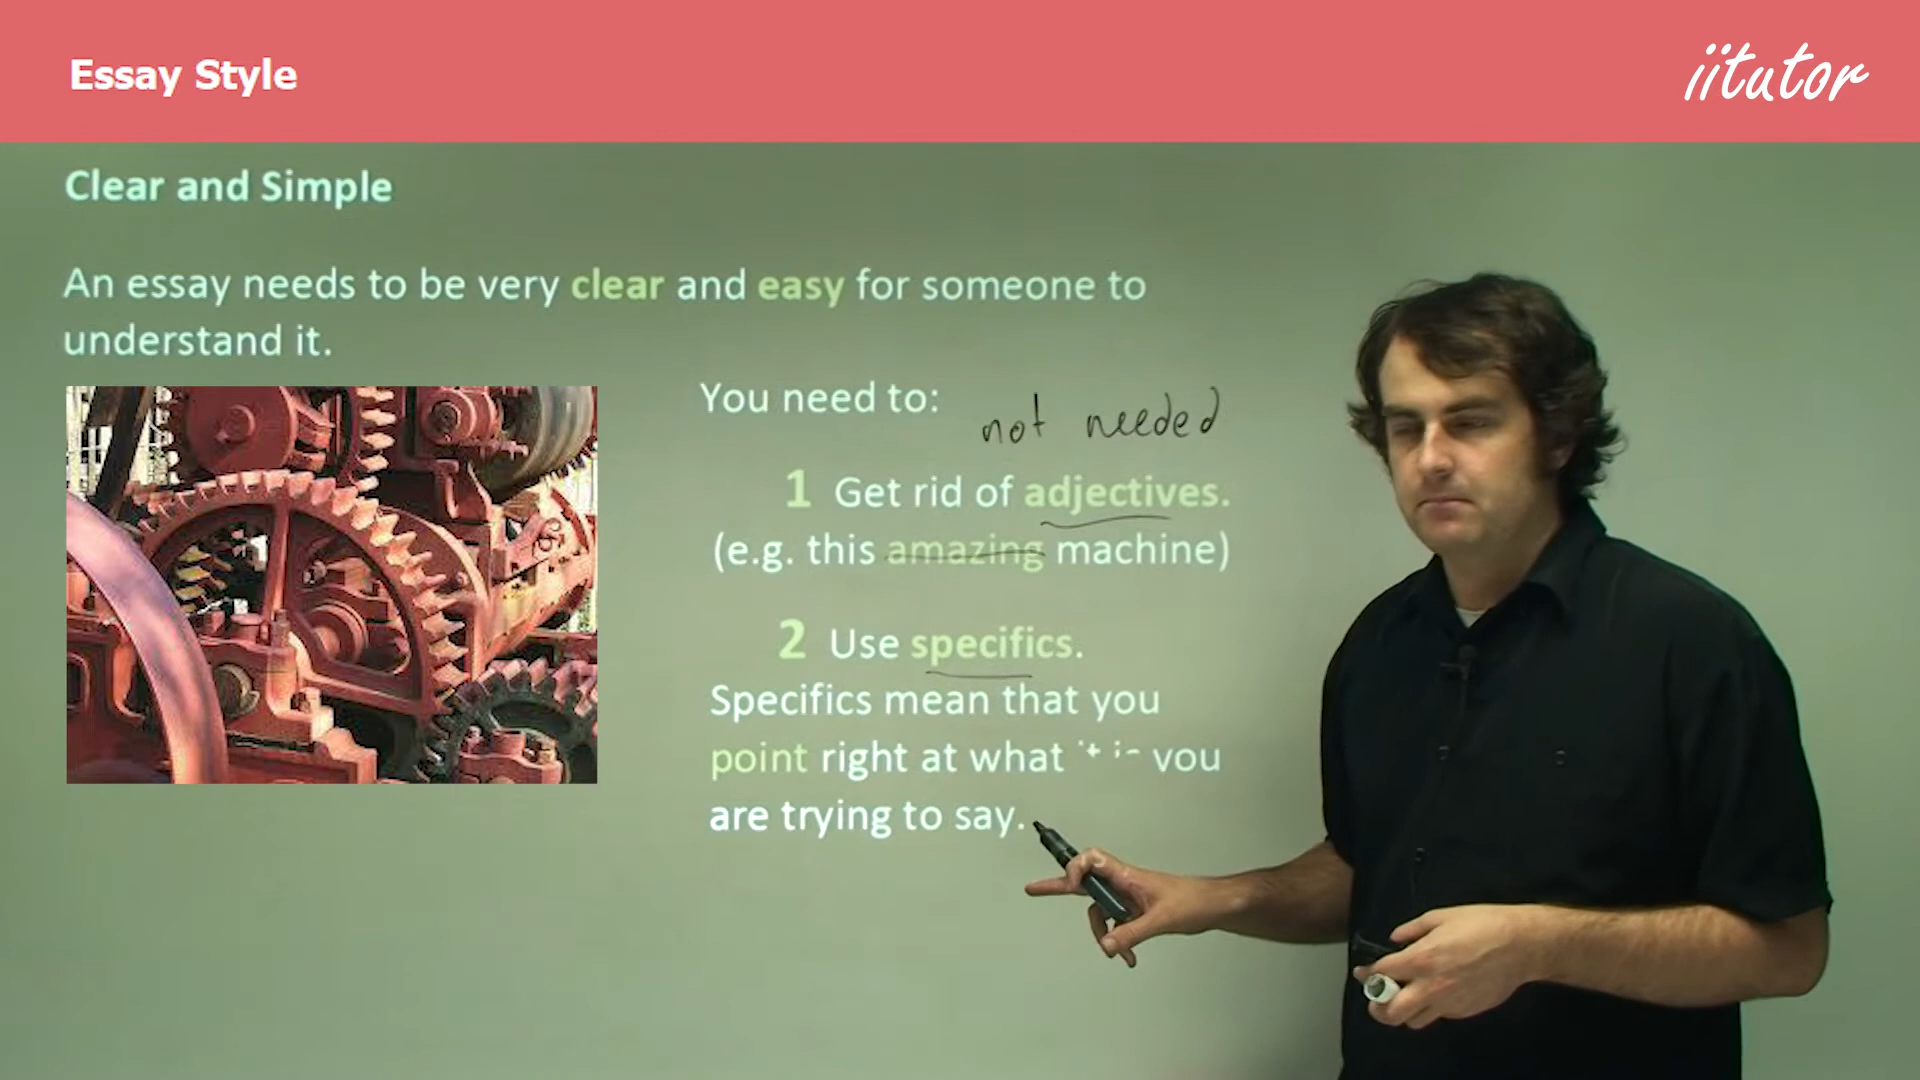 Essay Style
iitutor
Clear and Simple
An essay needs to be very clear and easy for someone to
understand it.
You need to:
not needed
1 Get rid of adjectives.
(e.g. this amazing machine)
2 Use specifics.
Specifics mean that you
point right at what you
are trying to say.